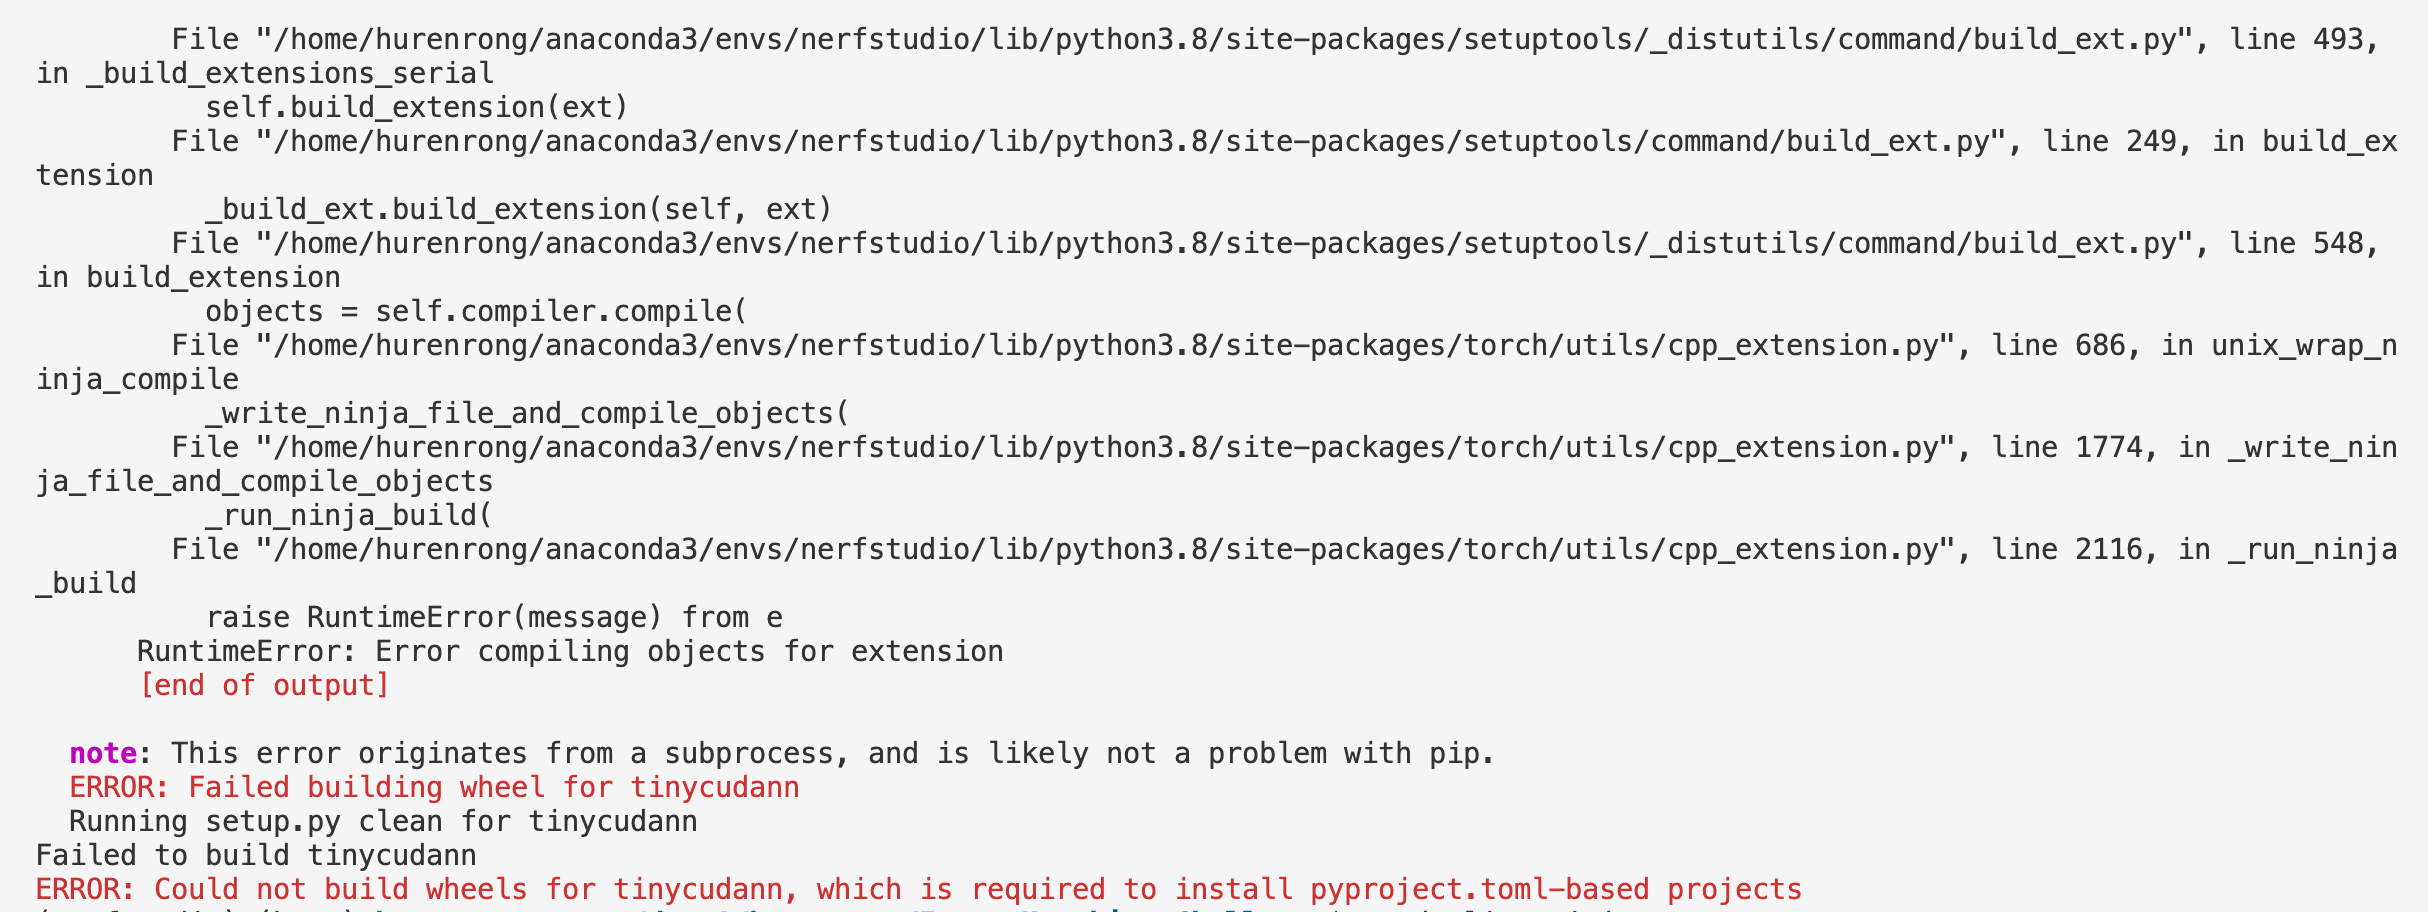 File "/home/hurenrong/anaconda3/envs/nerfstudio/lib/python3.8/site-packages/setuptools/_distutils/command/build_ext.py", line 493,
in _build_extensions_serial
self.build_extension(ext)
File "/home/hurenrong/anaconda3/envs/nerfstudio/lib/python3.8/site-packages/setuptools/command/build_ext.py", line 249, in build_ex
tension
_build_ext.build_extension(self, ext)
File "/home/hurenrong/anaconda3/envs/nerfstudio/lib/python3.8/site-packages/setuptools/_distutils/command/build_ext.py", line 548,
in build_extension
objects = self.compiler.compile(
File "/home/hurenrong/anaconda3/envs/nerfstudio/lib/python3.8/site-packages/torch/utils/cpp_extension.py", line 686, in unix_wrap_n
inja_compile
_write_ninja_file_and_compile_objects(
File "/home/hurenrong/anaconda3/envs/nerfstudio/lib/python3.8/site-packages/torch/utils/cpp_extension.py", line 1774, in _write_nin
ja_file_and_compile_objects
_run_ninja_build(
File "/home/hurenrong/anaconda3/envs/nerfstudio/lib/python3.8/site-packages/torch/utils/cpp_extension.py", line 2116, in _run_ninja
_build
raise RuntimeError(message) from e
RuntimeError: Error compiling objects for extension
[end of output]
note: This error originates from a subprocess, and is likely not a problem with pip.
ERROR: Failed building wheel for tinycudann
Running setup.py clean for tinycudann
Failed to build tinycudann
ERROR: Could not build wheels for tinycudann, which is required to install pyproject.toml-based projects